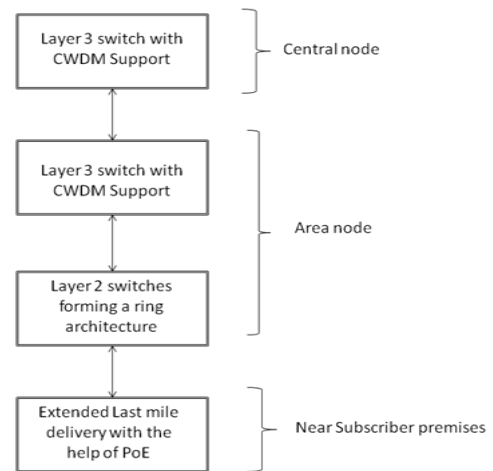 Layer 3 switch with
CWDM Support
Central node
Layer 3 switch with
CWDM Support
Area node
Layer 2 switches
forming a ring
architecture
Extended Last mile
delivery with the
help of PoE
Near Subscriber premises